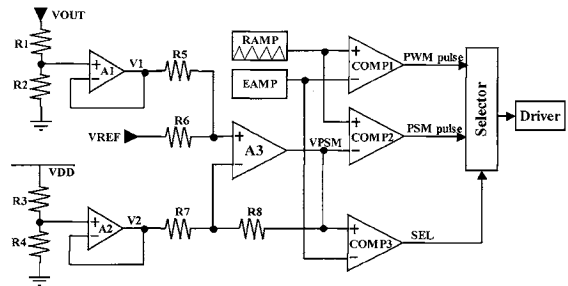 VOUT
R1
R2
A1
V1
R5
RAMP
EAMP
COMP1
PWM pulse
VREF
R6
A3
VPSM
COMP2
PSM pulse
Selector
Driver
VDD
R3
R4
A2
V2
R7
R8
COMP3
SEL